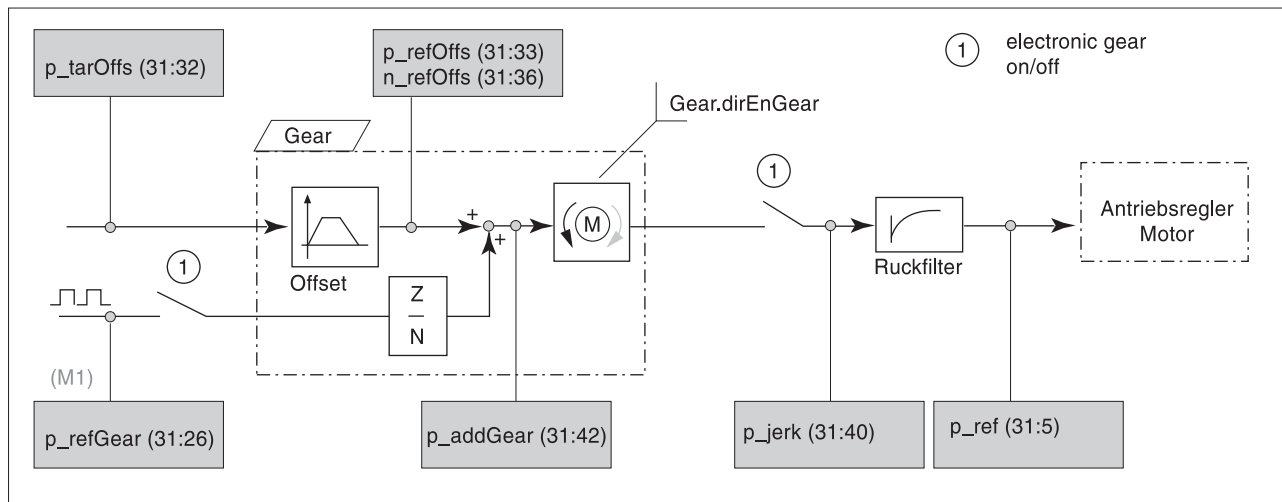 p_tarOffs (31:32)
p_refOffs (31:33)
n_refOffs (31:36)
1
electronic gear
on/off
Gear.dirEnGear
Gear
1
+
+
M
Antriebsregler
Motor
Offset
Ruckfilter
1
Z
N
(M1)
p_refGear (31:26)
p_addGear (31:42)
p_jerk (31:40)
p_ref (31:5)